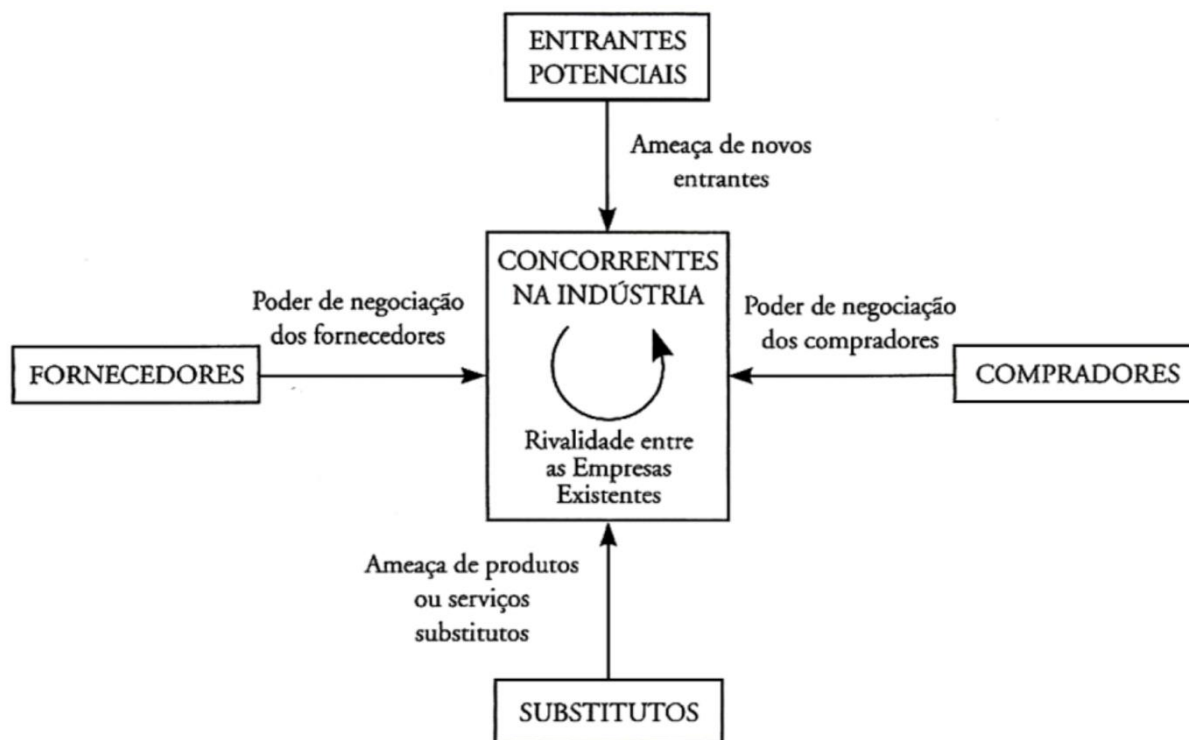 ENTRANTES
POTENCIAIS
Ameaça de novos
entrantes
CONCORRENTES
NA INDÚSTRIA
Poder de negociação
dos fornecedores
Poder de negociação
dos compradores
FORNECEDORES
COMPRADORES
Rivalidade entre
as Empresas
Existentes
Ameaça de produtos
ou serviços
substitutos
SUBSTITUTOS